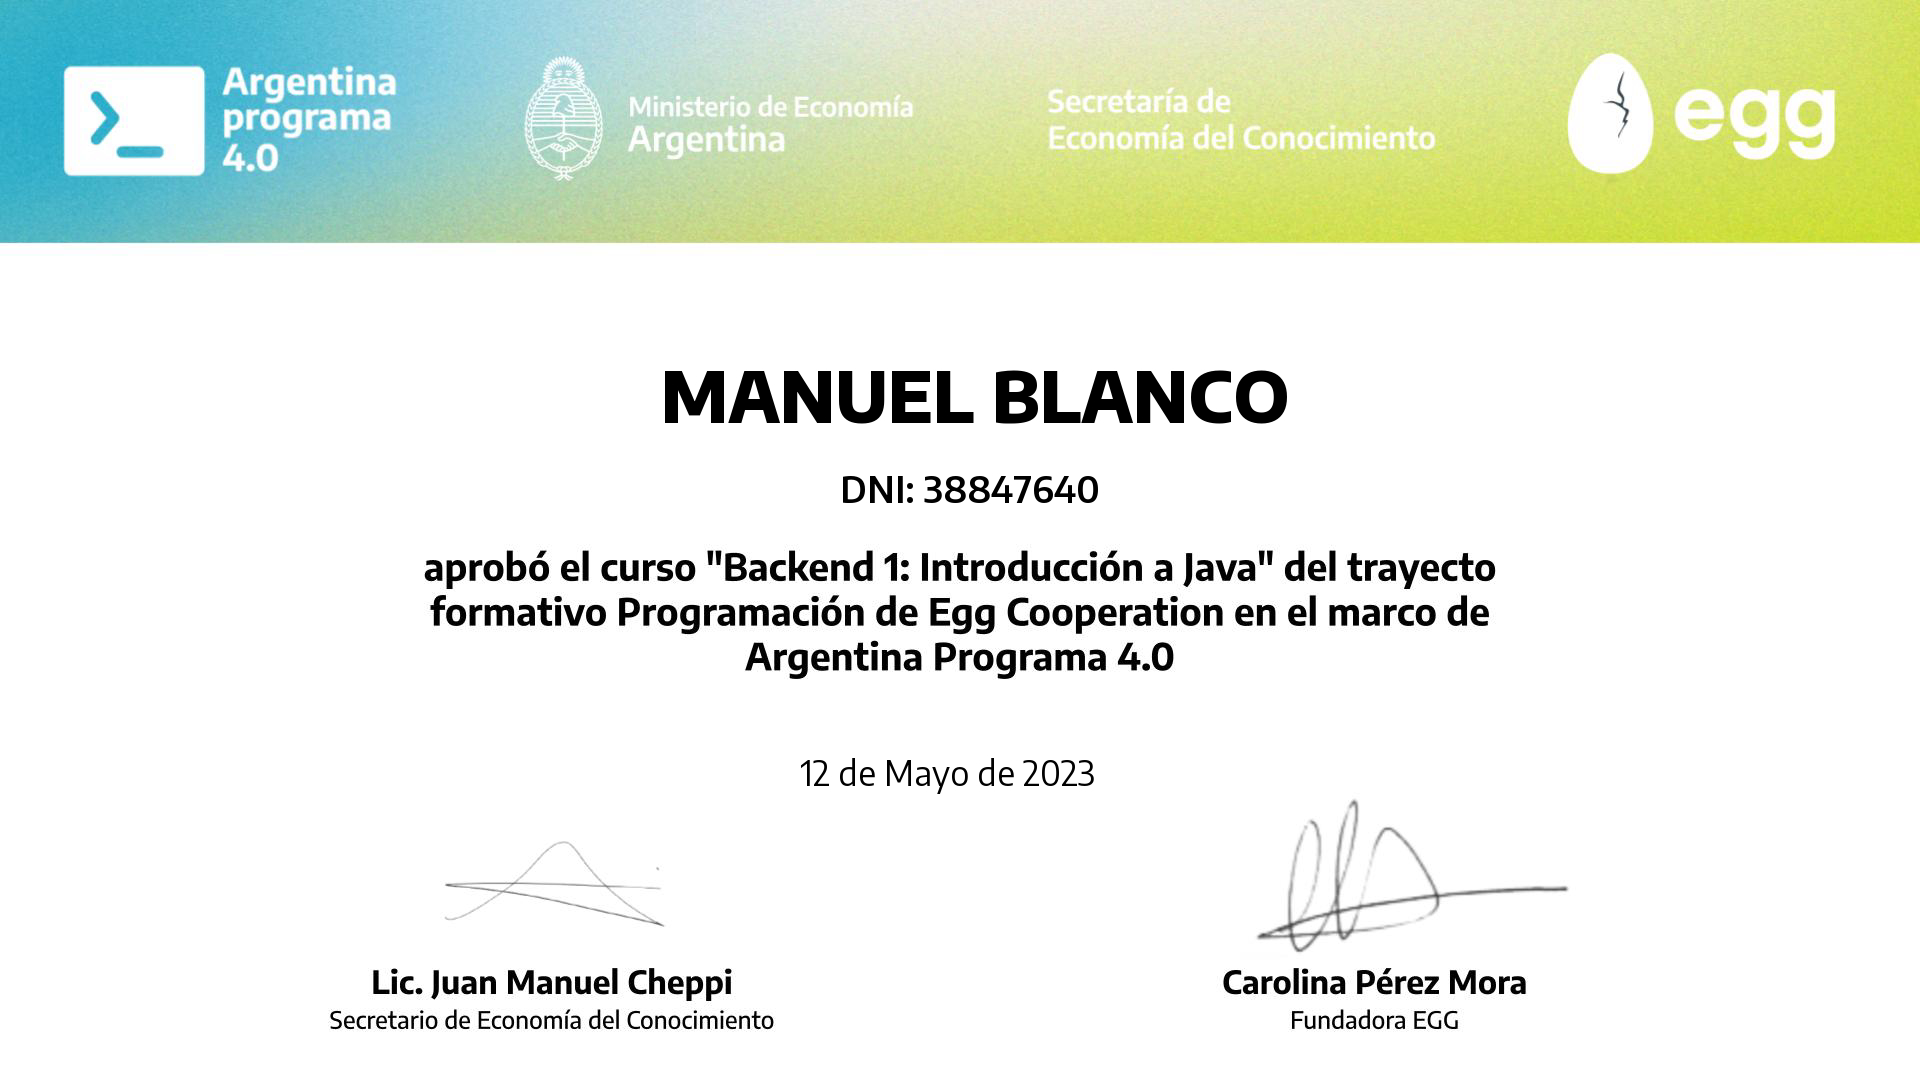 Argentina
programa
4.0
Ministerio de Economía
Argentina
Secretaría de
Economía del Conocimiento
egg
MANUEL BLANCO
DNI: 38847640
aprobó el curso "Backend 1: Introducción a Java" del trayecto
formativo Programación de Egg Cooperation en el marco de
Argentina Programa 4.0
12 de Mayo de 2023
Lic. Juan Manuel Cheppi
Secretario de Economía del Conocimiento
Carolina Pérez Mora
Fundadora EGG